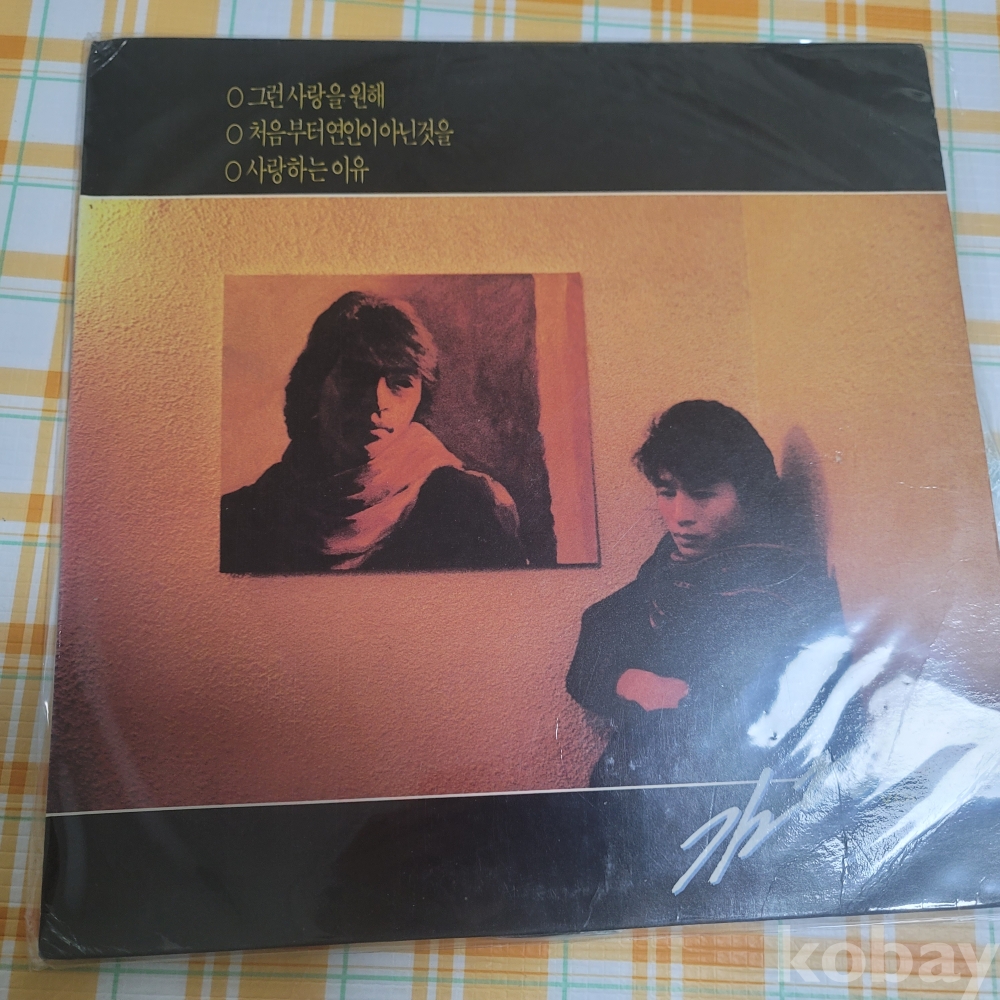 ○ 그런 사랑을 원해
○ 처음부터 연인이 아닌것을
○ 사랑하는 이유
kobay